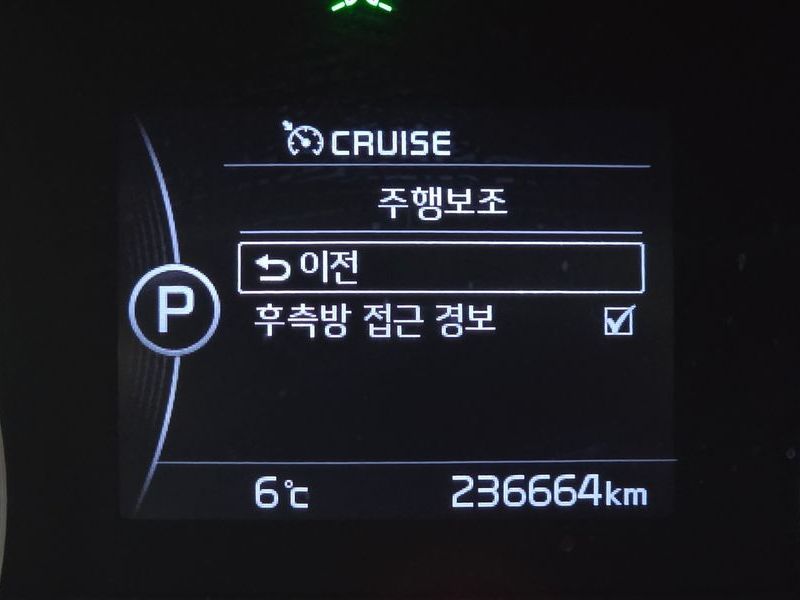 CRUISE
주행보조
이전
P
후측방 접근 경보
6℃ 236664km